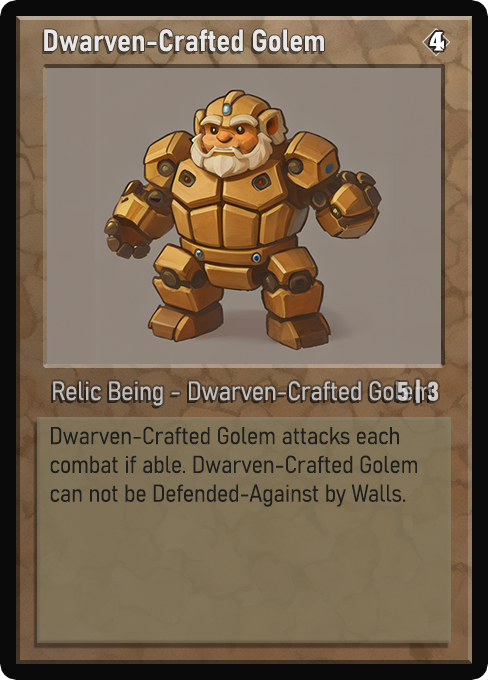 Dwarven-Crafted Golem 4
Relic Being - Dwarven-Crafted Golem 5|3
Dwarven-Crafted Golem attacks each
combat if able. Dwarven-Crafted Golem
can not be Defended-Against by Walls.